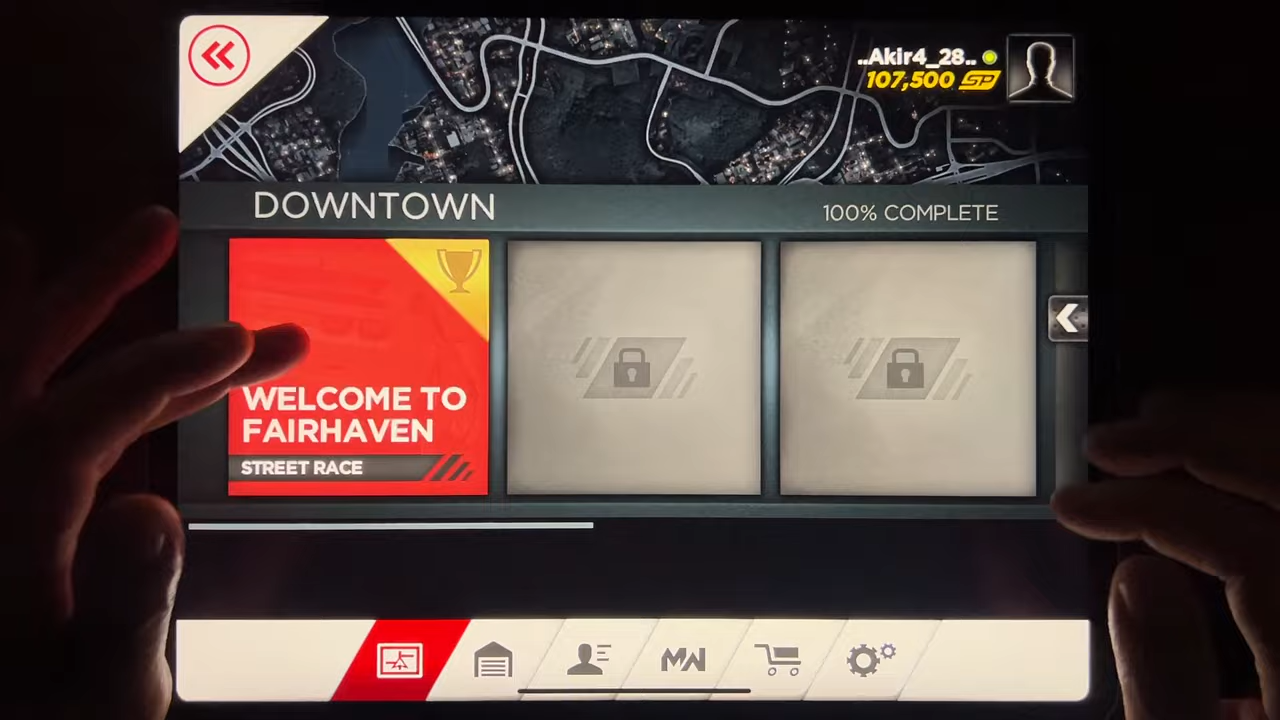 ..Akir4_28..
107,500 SP
DOWNTOWN
100% COMPLETE
WELCOME TO
FAIRHAVEN
STREET RACE
MW